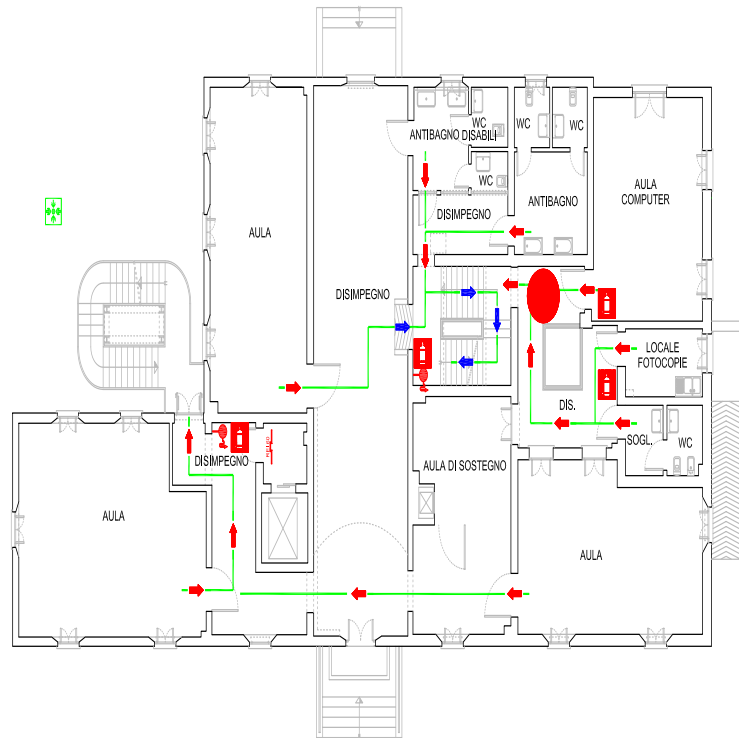 WC
WC
WC
ANTIBAGNO DISABILI
WC
AULA
COMPUTER
ANTIBAGNO
DISIMPEGNO
AULA
DISIMPEGNO
LOCALE
FOTOCOPIE
DIS.
SOGL.
WC
DISIMPEGNO
AULA DI SOSTEGNO
AULA
AULA